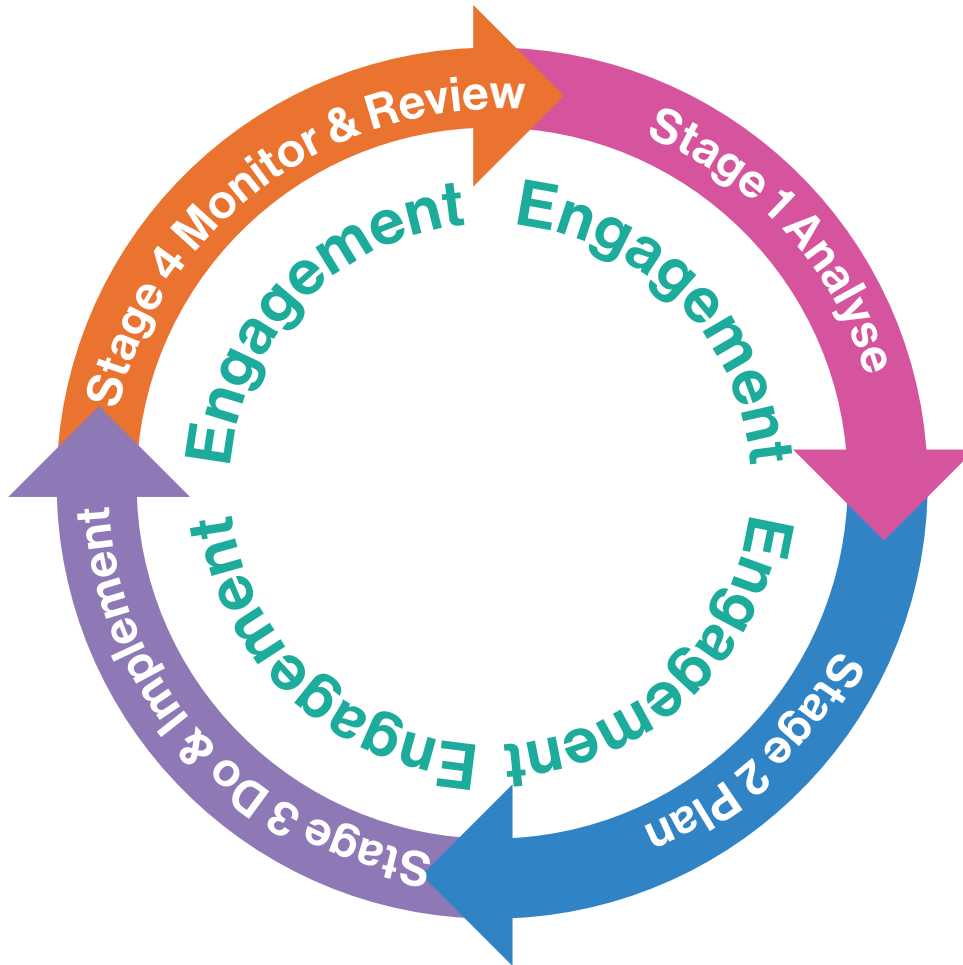 Stage 1 Analyse
Stage 2 Plan
Stage 3 Do & Implement
Stage 4 Monitor & Review
Engagement
Engagement
Engagement
Engagement